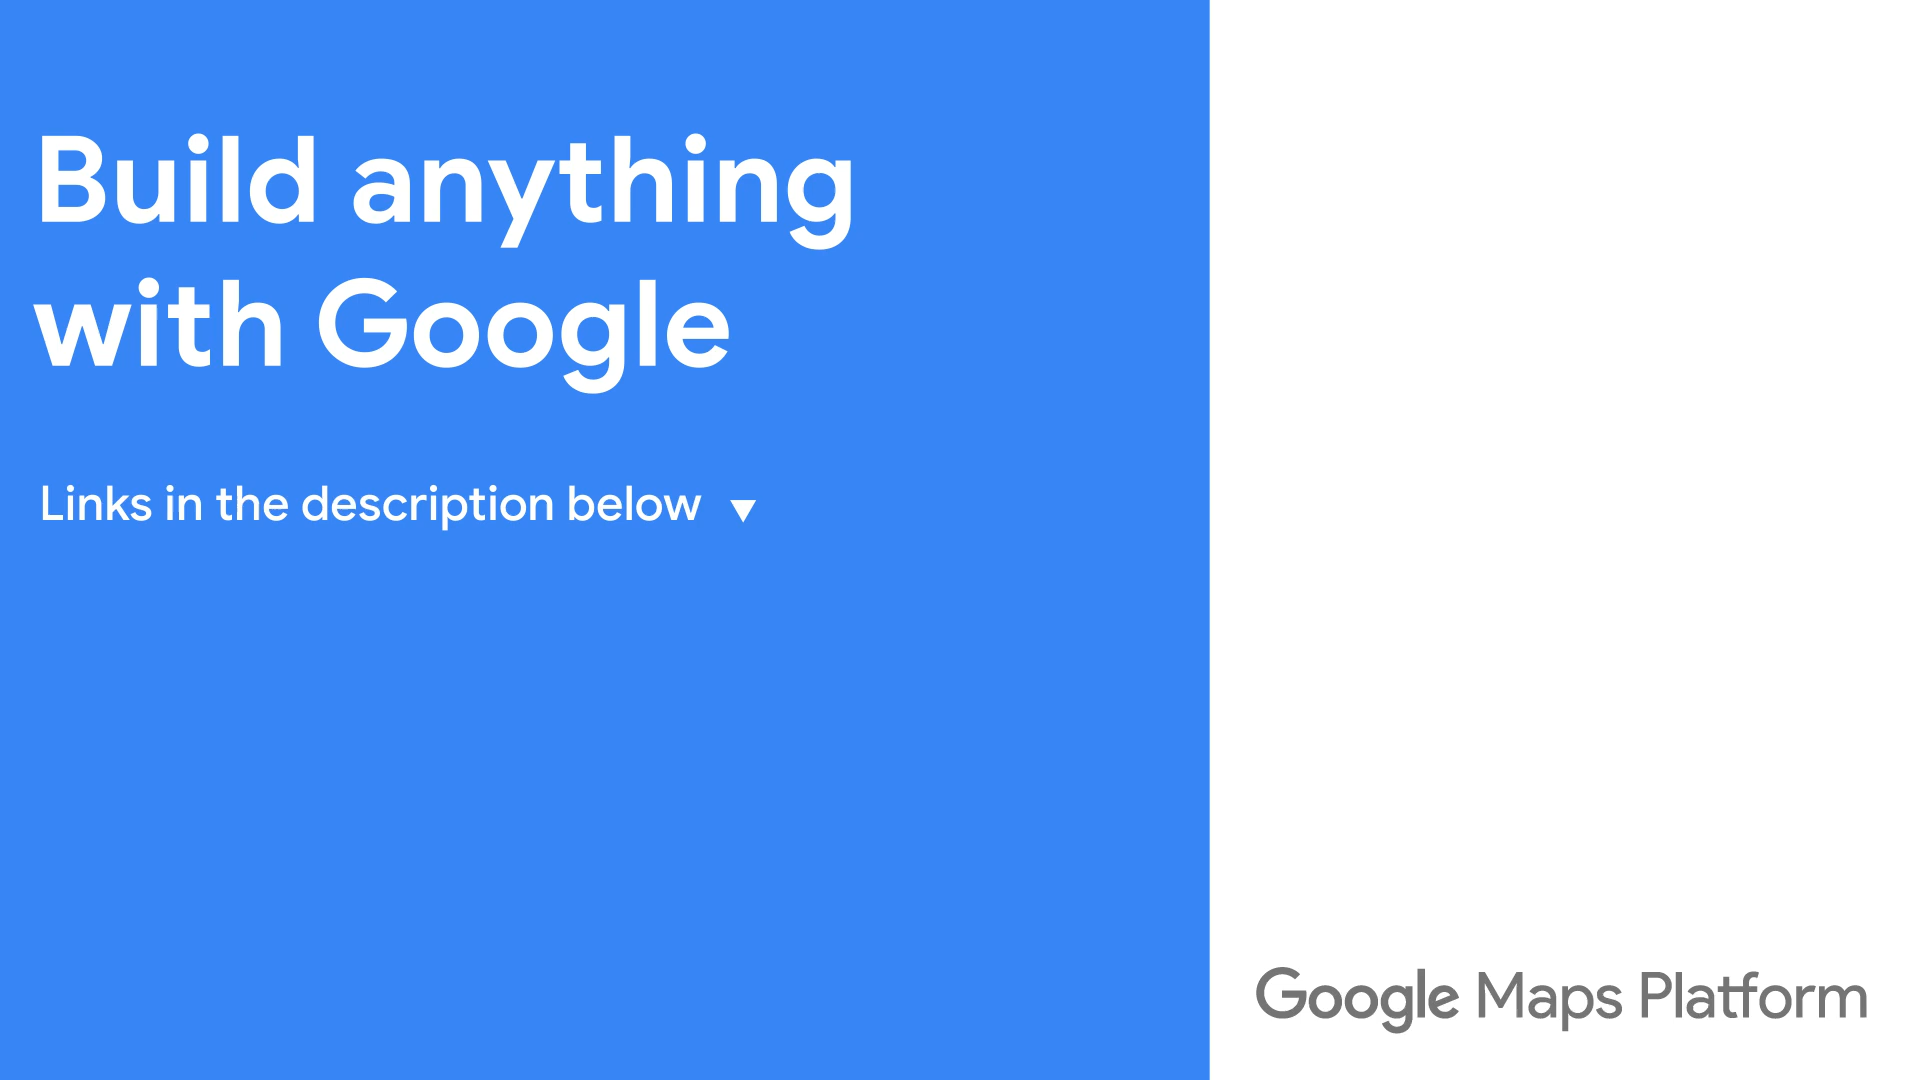 Build anything
with Google
Links in the description below
Google Maps Platform